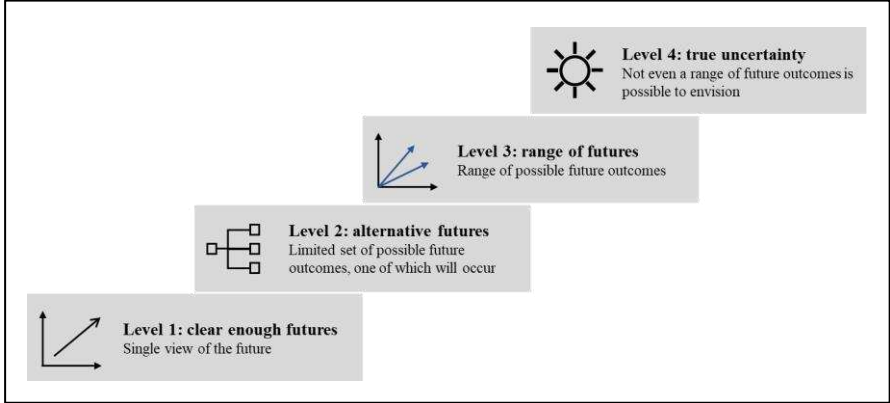 Level 4: true uncertainty
Not even a range of future outcomes is
possible to envision
Level 3: range of futures
Range of possible future outcomes
Level 2: alternative futures
Limited set of possible future
outcomes, one of which will occur
Level 1: clear enough futures
Single view of the future